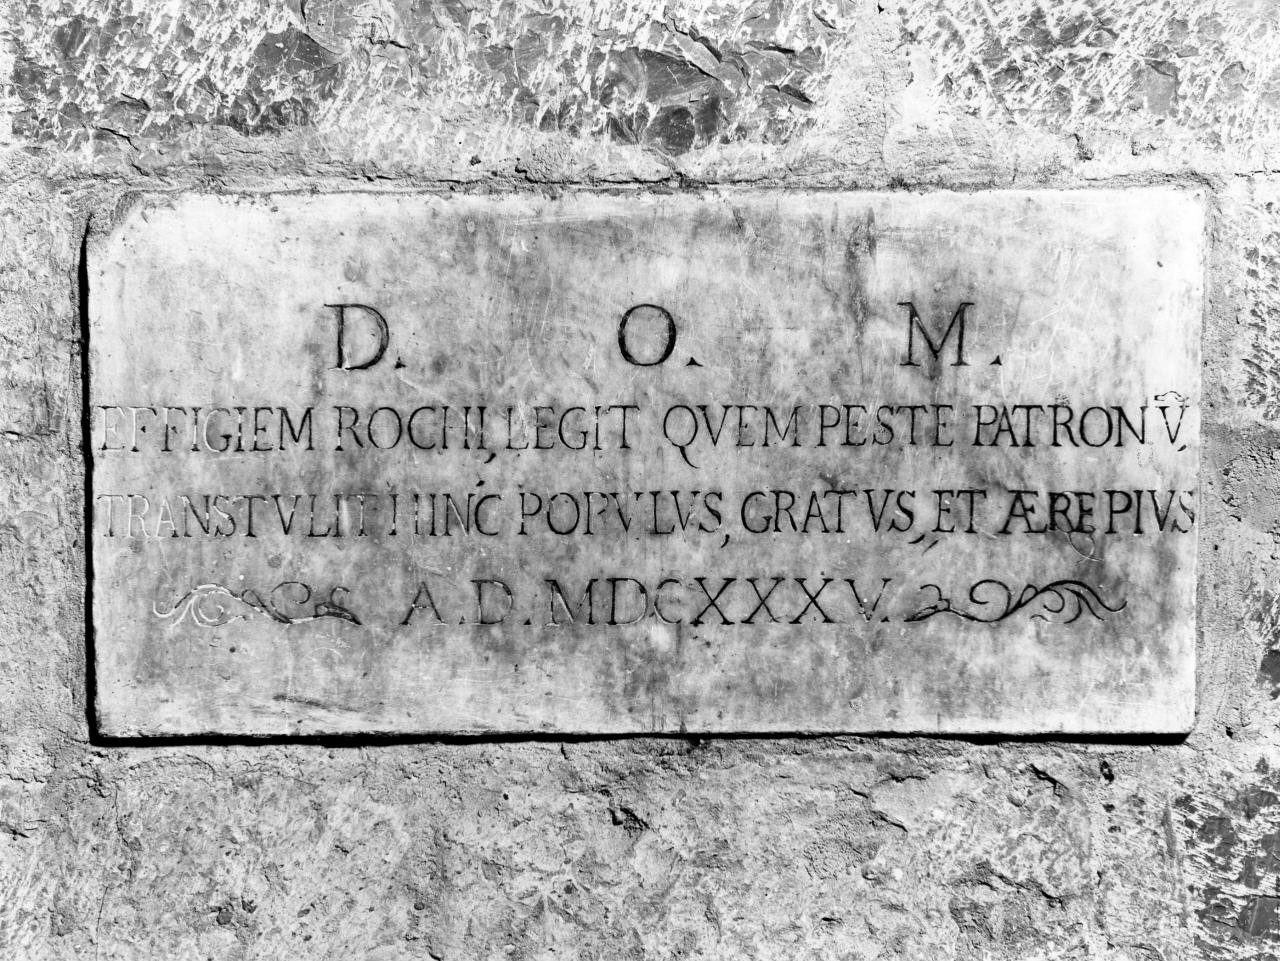 D. O. M.
EFFIGIEM ROCHI, LEGIT QVEM PESTE PATRONV̄,
TRANSTVLIT HINC POPVLVS, GRATVS, ET ÆRE PIVS
A.D.MDCXXXV.